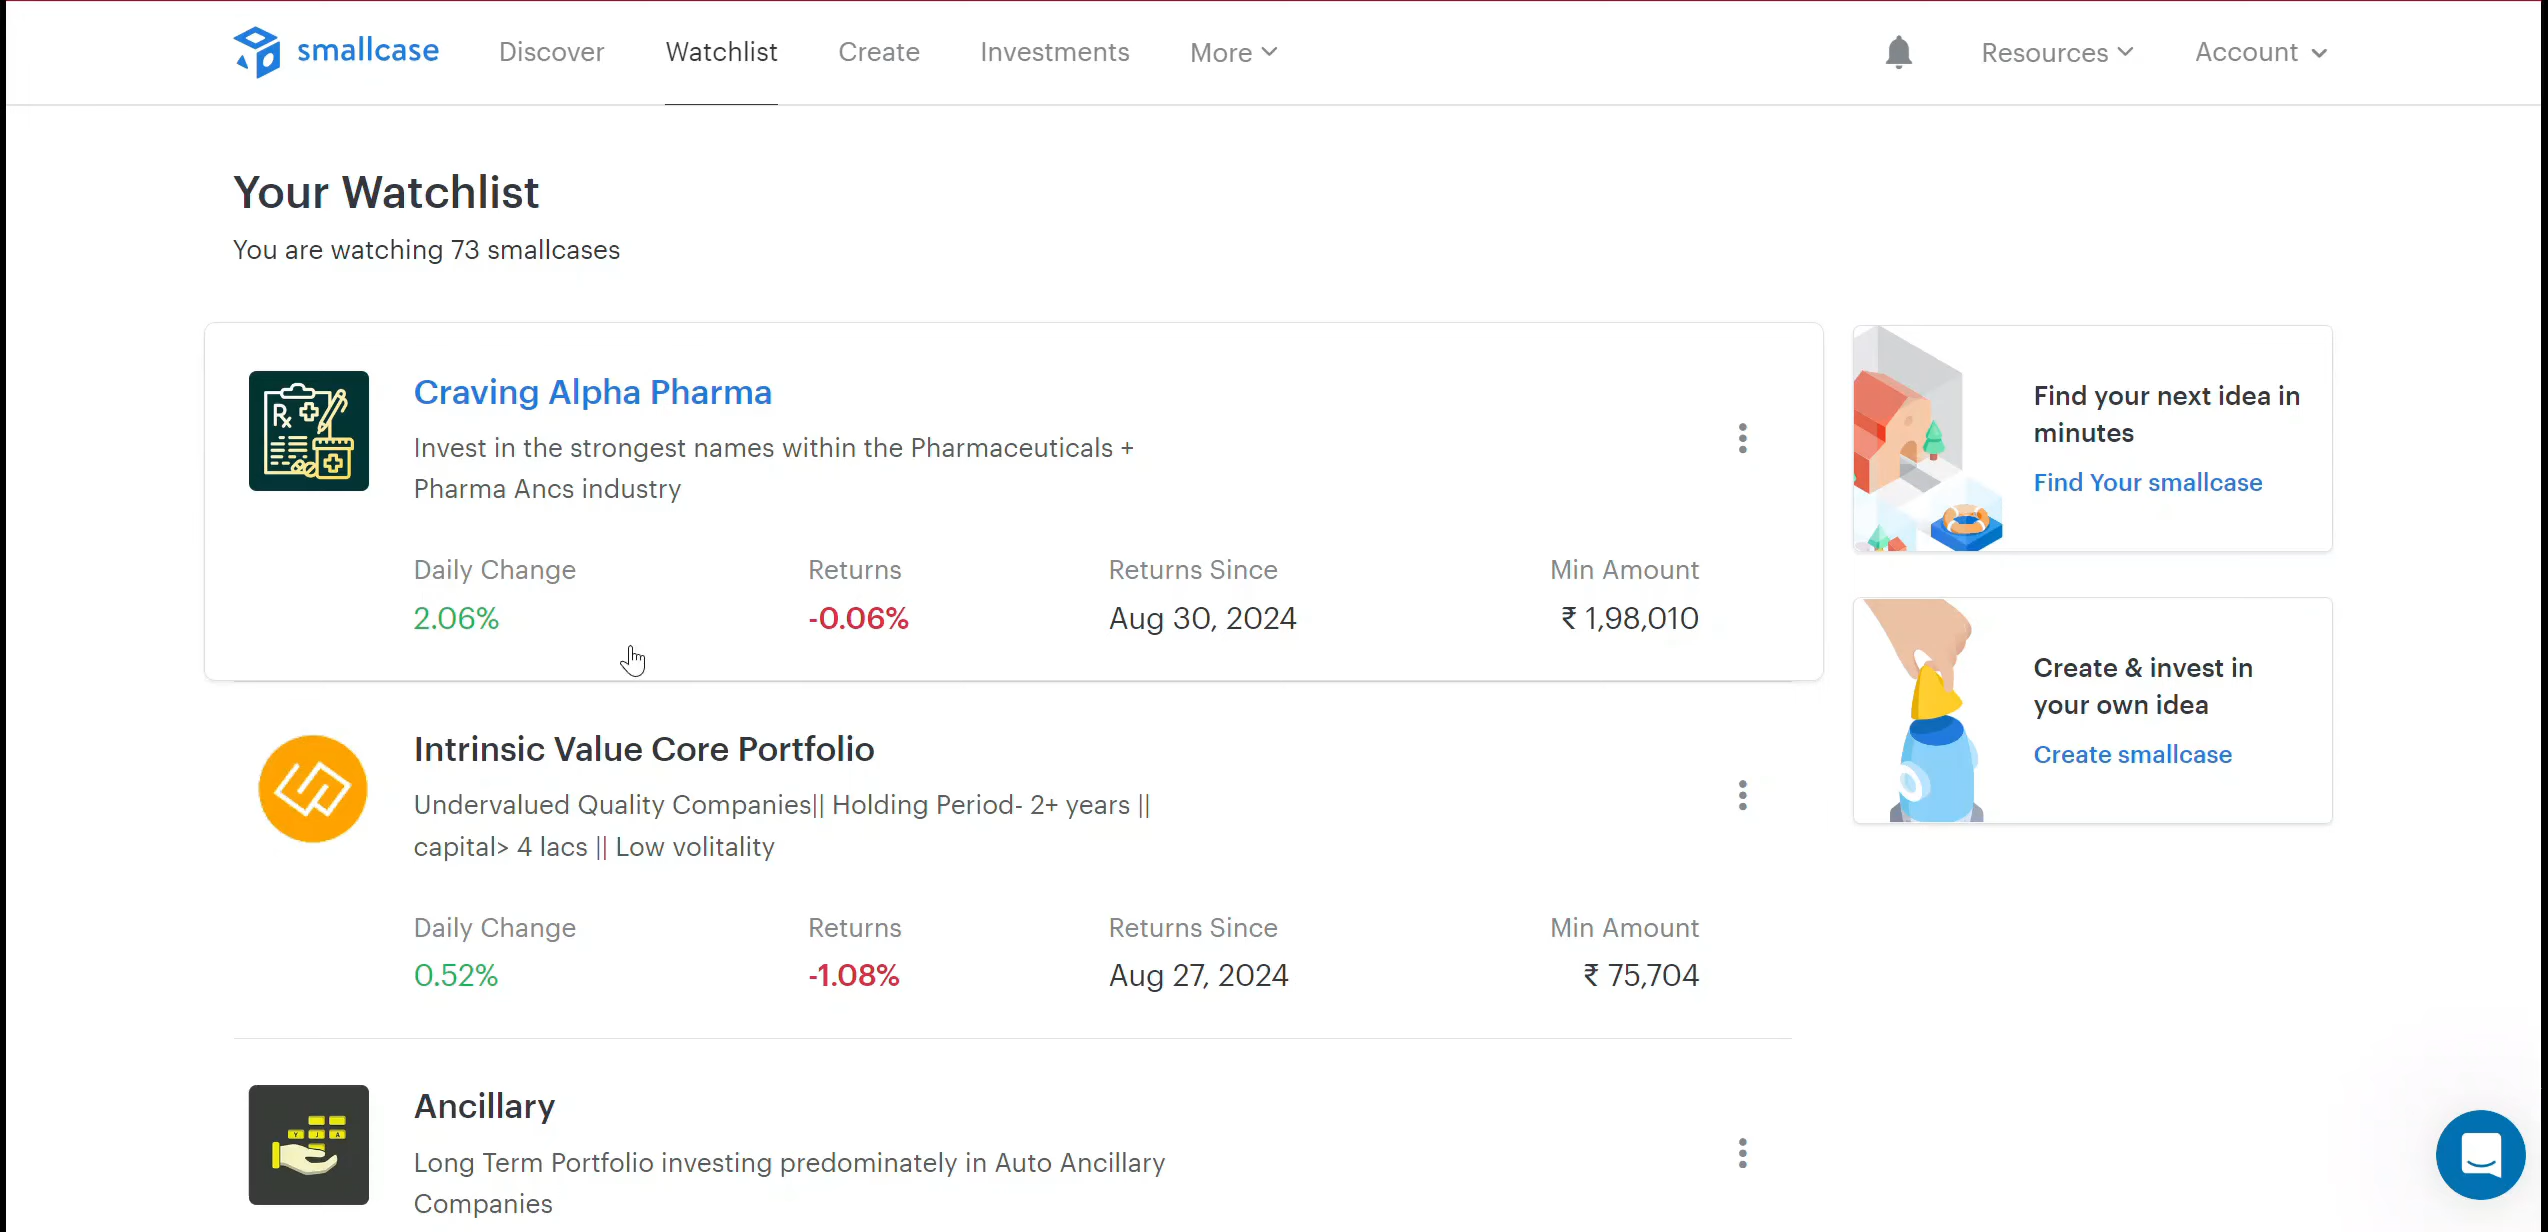 smallcase
Discover
Watchlist
Create
Investments
More
Resources
Account
Your Watchlist
You are watching 73 smallcases
Craving Alpha Pharma
Invest in the strongest names within the Pharmaceuticals +
Pharma Ancs industry
Daily Change
Returns
Returns Since
Min Amount
2.06%
-0.06%
Aug 30, 2024
₹ 1,98,010
Intrinsic Value Core Portfolio
Undervalued Quality Companies|| Holding Period- 2+ years ||
capital> 4 lacs || Low volitality
Daily Change
Returns
Returns Since
Min Amount
0.52%
-1.08%
Aug 27, 2024
₹ 75,704
Ancillary
Long Term Portfolio investing predominately in Auto Ancillary
Companies
Find your next idea in
minutes
Find Your smallcase
Create & invest in
your own idea
Create smallcase
Rx
Y J A